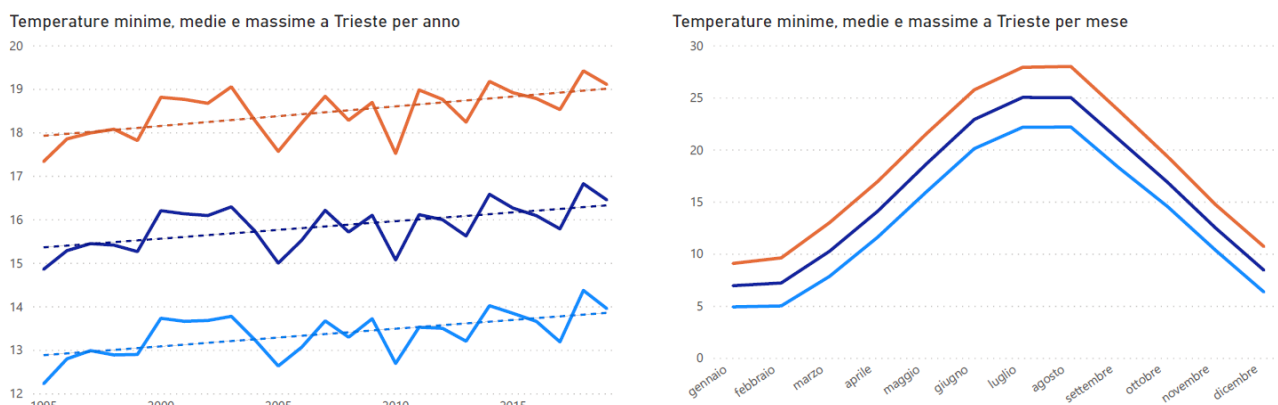 Temperature minime, medie e massime a Trieste per anno
20
19
18
17
16
15
14
13
12
1995
2000
2005
2010
2015
Temperature minime, medie e massime a Trieste per mese
30
25
20
15
10
5
0
gennaio
febbraio
marzo
aprile
maggio
giugno
luglio
agosto
settembre
ottobre
novembre
dicembre